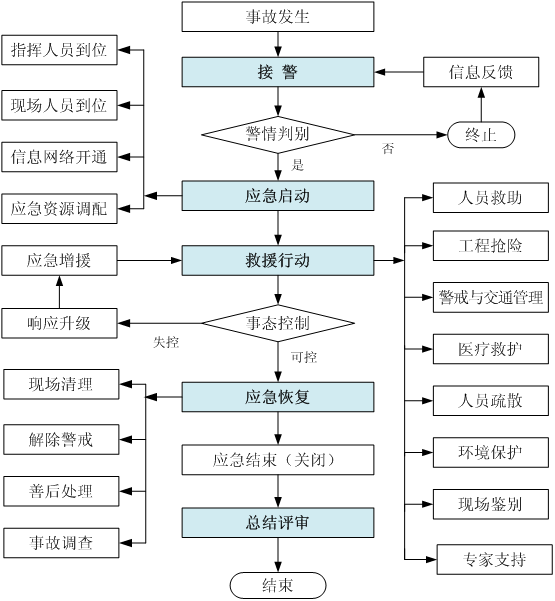 事故发生
指挥人员到位
接 警
信息反馈
现场人员到位
警情判别
否
终止
信息网络开通
是
应急启动
应急资源调配
人员救助
工程抢险
应急增援
救援行动
警戒与交通管理
响应升级
事态控制
失控
可控
医疗救护
现场清理
应急恢复
人员疏散
解除警戒
应急结束（关闭）
环境保护
善后处理
现场鉴别
总结评审
事故调查
专家支持
结束